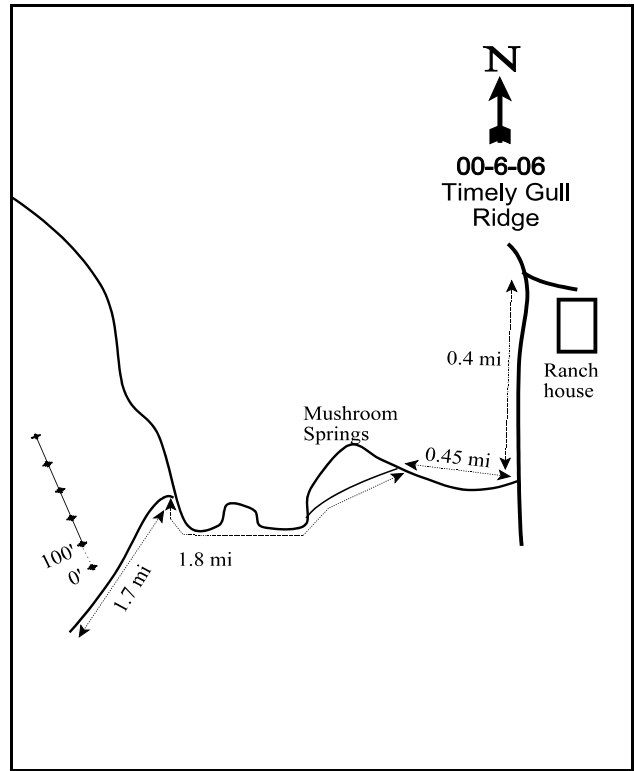 N
00-6-06
Timely Gull
Ridge
0.4 mi
Ranch
house
Mushroom
Springs
0.45 mi
1.8 mi
1.7 mi
100'
0'